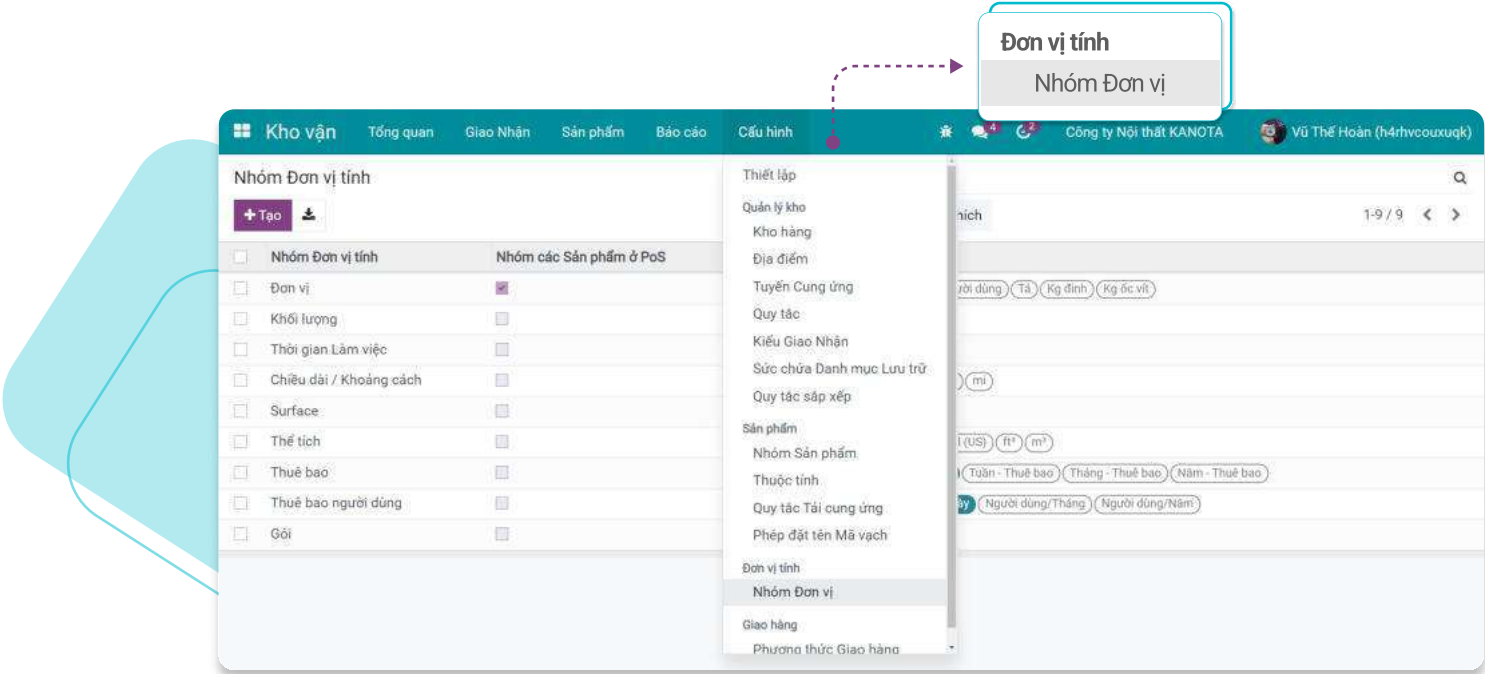 Đơn vị tính
Nhóm Đơn vị
Kho vận Tổng quan Giao Nhận Sản phẩm Báo cáo Cấu hình 4 2 Công ty Nội thất KANOTA Vũ Thế Hoàn (h4rhvcouxuqk)
Nhóm Đơn vị tính
Tạo
1-9 / 9
Nhóm Đơn vị tính Nhóm các Sản phẩm ở PoS
Đơn vị dùng Tá Kg đinh Kg ốc vít
Khối lượng
Thời gian Làm việc
Chiều dài / Khoảng cách mi
Surface
Thể tích (US) ft³ m³
Thuê bao Tuần - Thuê bao Tháng - Thuê bao Năm - Thuê bao
Thuê bao người dùng Người dùng/Tháng Người dùng/Năm
Gói
Thiết lập
Quản lý kho
Kho hàng
Địa điểm
Tuyến Cung ứng
Quy tắc
Kiểu Giao Nhận
Sức chứa Danh mục Lưu trữ
Quy tắc sắp xếp
Sản phẩm
Nhóm Sản phẩm
Thuộc tính
Quy tắc Tái cung ứng
Phép đặt tên Mã vạch
Đơn vị tính
Nhóm Đơn vị
Giao hàng
Phương thức Giao hàng